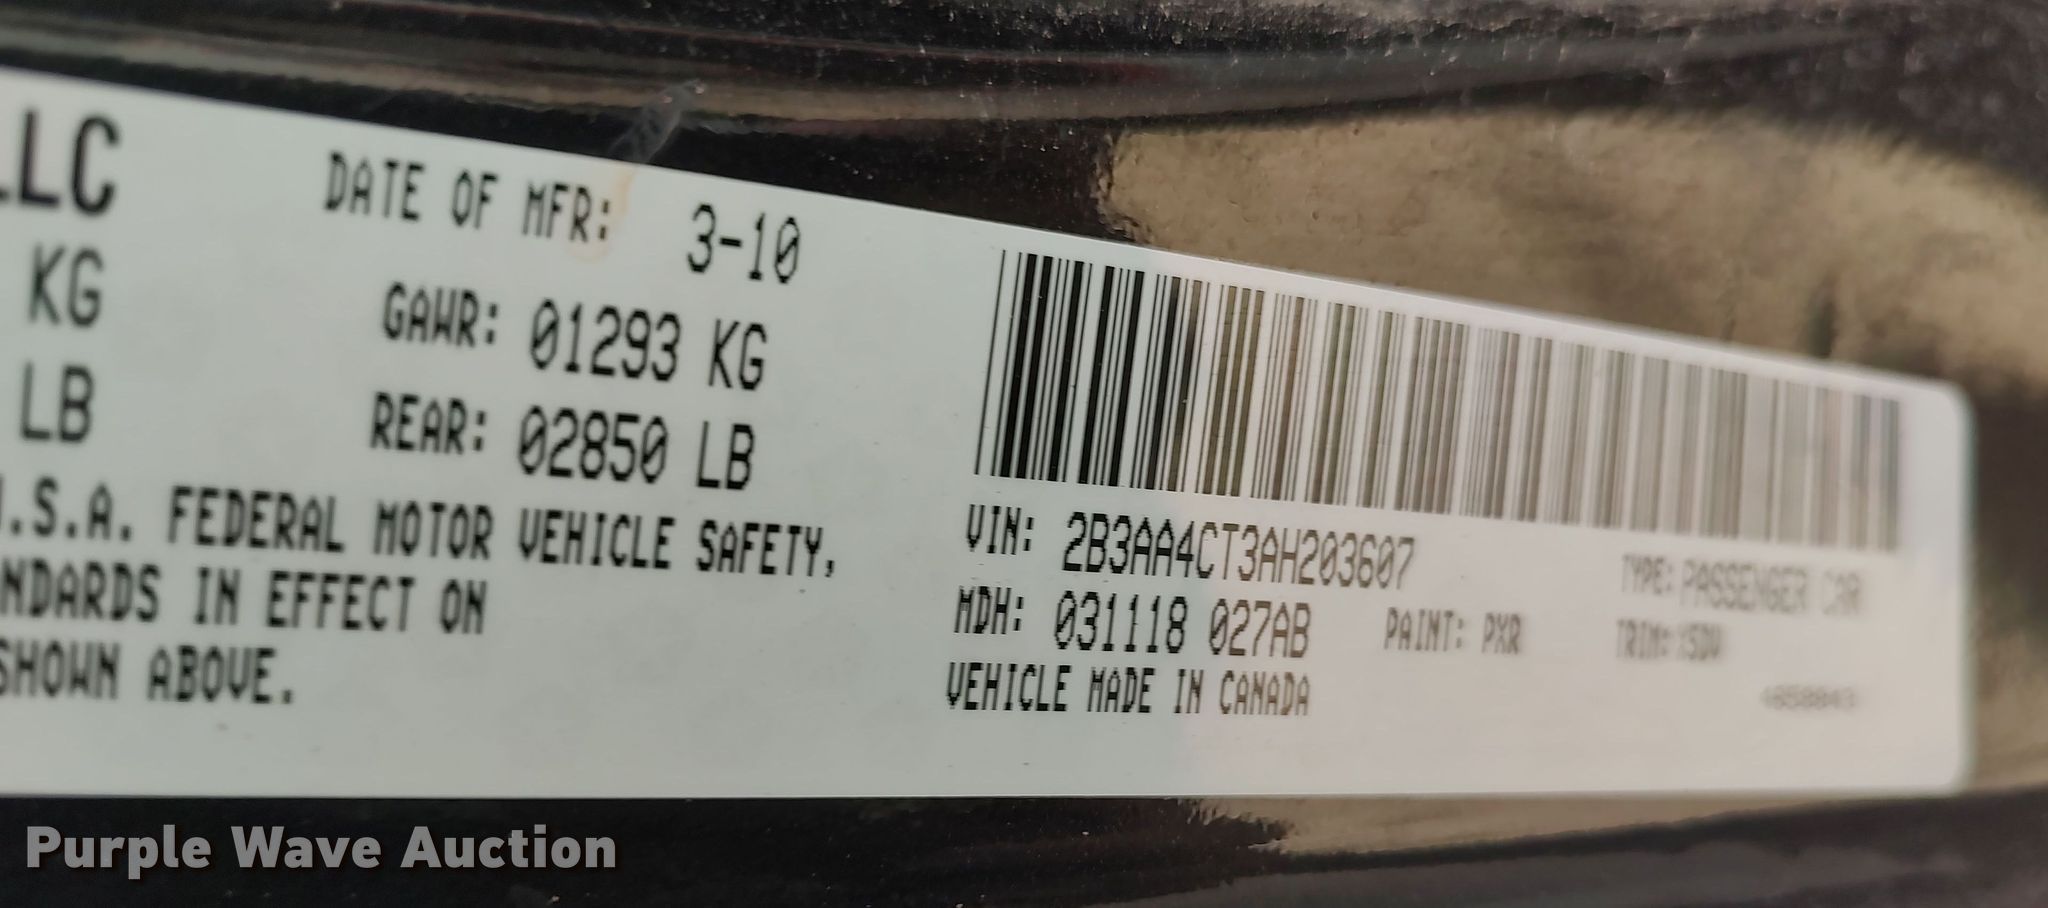 LLC
DATE OF MFR: 3-10
KG GAWR: 01293 KG
LB REAR: 02850 LB
U.S.A. FEDERAL MOTOR VEHICLE SAFETY,
ANDARDS IN EFFECT ON
SHOWN ABOVE.
VIN: 2B3AA4CT3AH203607 TYPE: PASSENGER CAR
MDH: 031118 027AB PAINT: PXR TRIM:
VEHICLE MADE IN CANADA
Purple Wave Auction